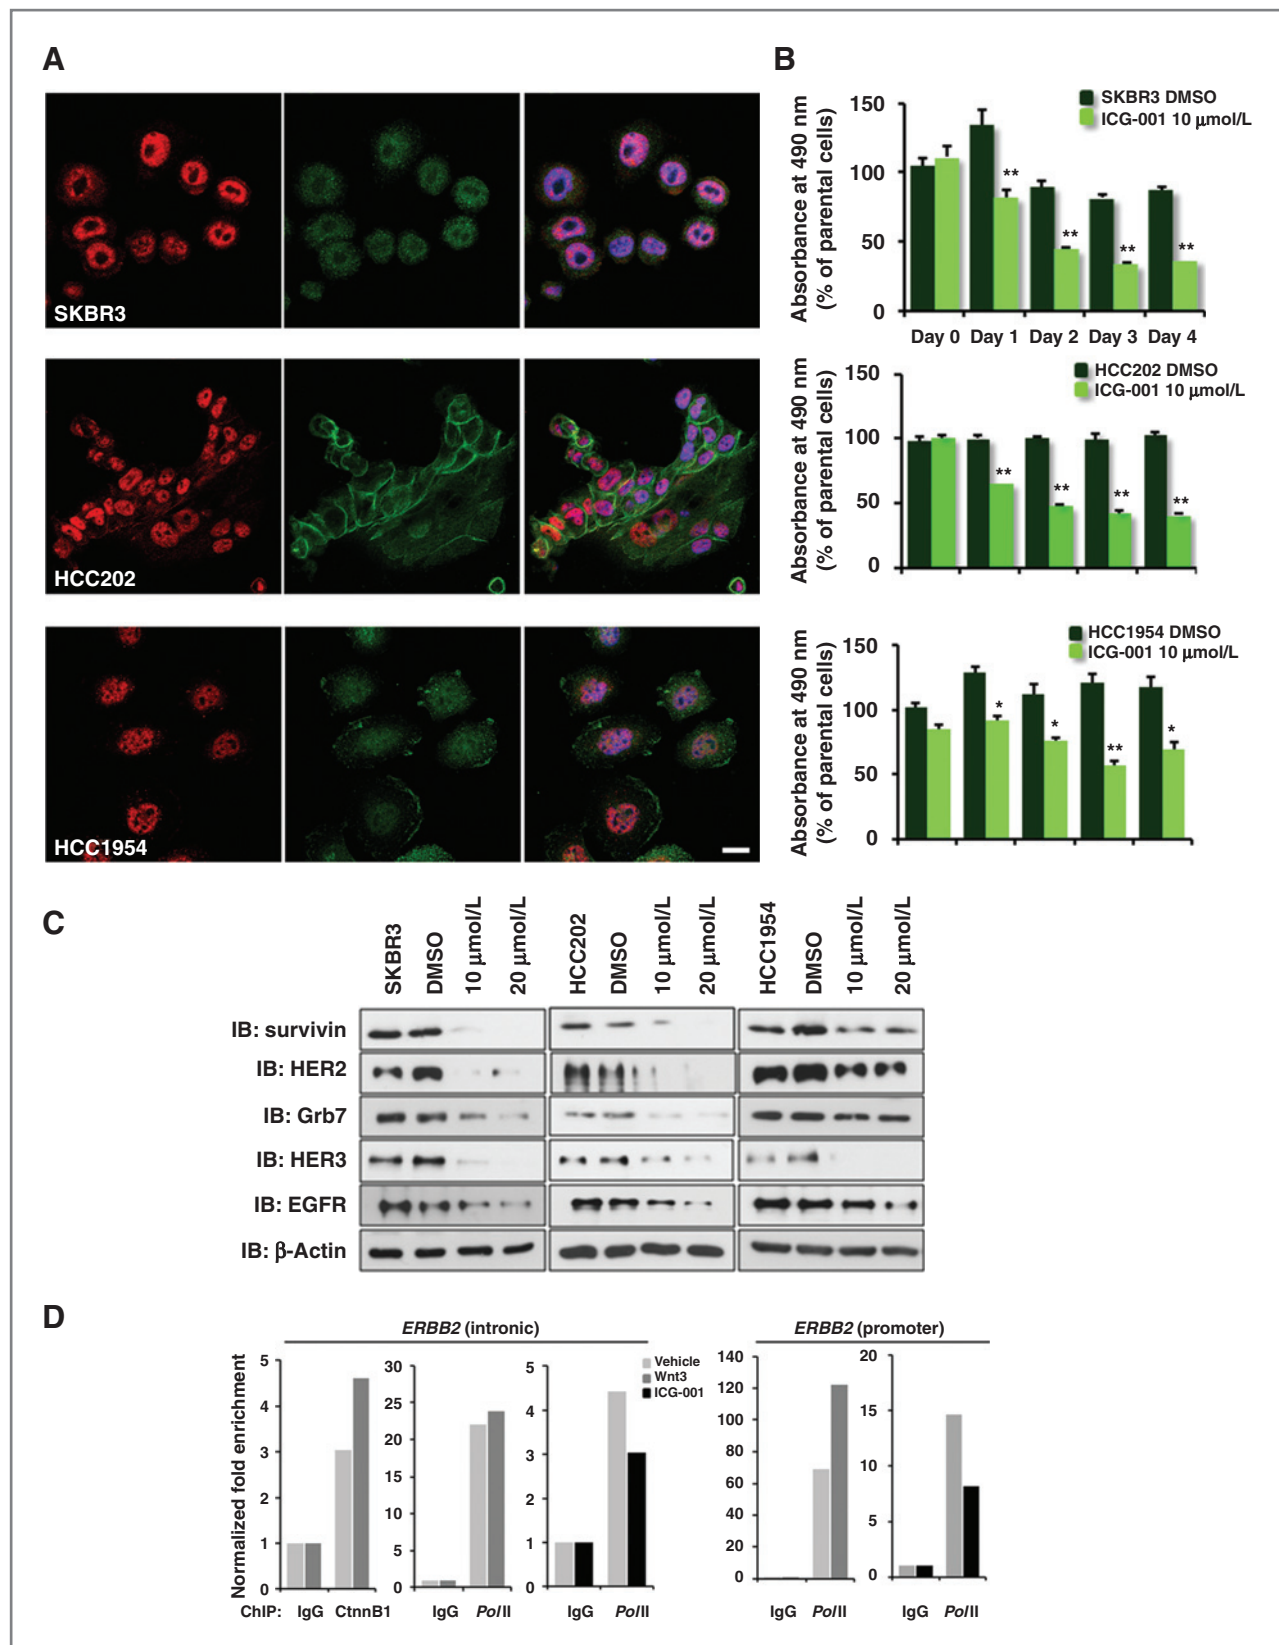 A
B
SKBR3
HCC202
HCC1954
Absorbance at 490 nm
(% of parental cells)
150
100
50
0
SKBR3 DMSO
ICG-001 10 μmol/L
**
**
**
**
Day 0 Day 1 Day 2 Day 3 Day 4
Absorbance at 490 nm
(% of parental cells)
150
100
50
0
HCC202 DMSO
ICG-001 10 μmol/L
**
**
**
**
Absorbance at 490 nm
(% of parental cells)
150
100
50
0
HCC1954 DMSO
ICG-001 10 μmol/L
*
*
**
*
C
SKBR3 DMSO 10 μmol/L 20 μmol/L HCC202 DMSO 10 μmol/L 20 μmol/L HCC1954 DMSO 10 μmol/L 20 μmol/L
IB: survivin
IB: HER2
IB: Grb7
IB: HER3
IB: EGFR
IB: β-Actin
D
ERBB2 (intronic)
ERBB2 (promoter)
Normalized fold enrichment
5
4
3
2
1
0
30
25
20
15
10
5
0
5
4
3
2
1
0
Vehicle
Wnt3
ICG-001
140
120
100
80
60
40
20
0
20
15
10
5
0
ChIP: IgG CtnnB1 IgG PolII IgG PolII IgG PolII IgG PolII